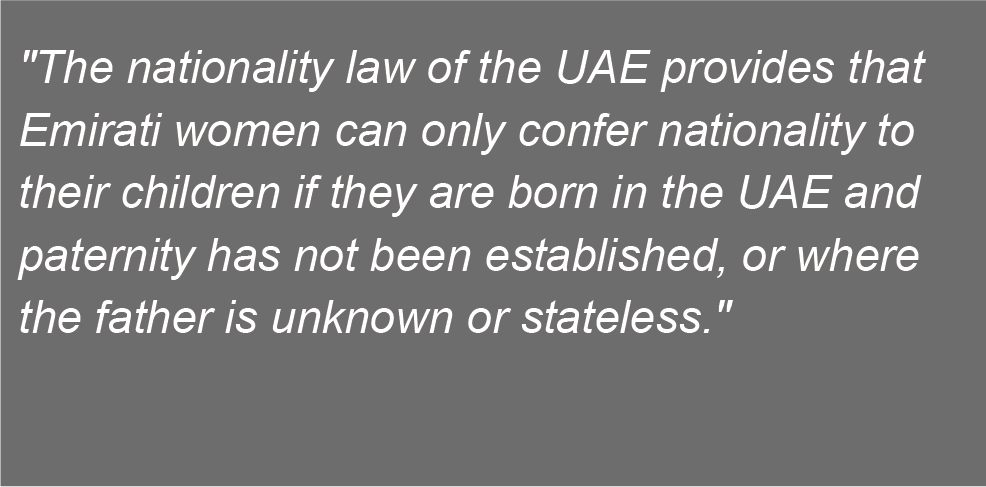 "The nationality law of the UAE provides that
Emirati women can only confer nationality to
their children if they are born in the UAE and
paternity has not been established, or where
the father is unknown or stateless."